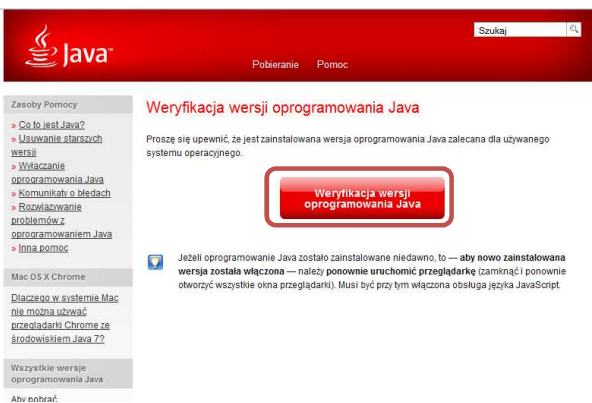 Java™
Szukaj
Pobieranie Pomoc
Zasoby Pomocy
» Co to jest Java?
» Usuwanie starszych
wersji
» Wyłączanie
oprogramowania Java
» Komunikaty o błędach
» Rozwiązywanie
problemów z
oprogramowaniem Java
» Inna pomoc
Mac OS X Chrome
Dlaczego w systemie Mac
nie można używać
przeglądarki Chrome ze
środowiskiem Java 7?
Wszystkie wersje
oprogramowania Java
Aby pobrać
Weryfikacja wersji oprogramowania Java
Proszę się upewnić, że jest zainstalowana wersja oprogramowania Java zalecana dla używanego
systemu operacyjnego.
Weryfikacja wersji
oprogramowania Java
Jeżeli oprogramowanie Java zostało zainstalowane niedawno, to — aby nowo zainstalowana
wersja została włączona — należy ponownie uruchomić przeglądarkę (zamknąć i ponownie
otworzyć wszystkie okna przeglądarki). Musi być przy tym włączona obsługa języka JavaScript.